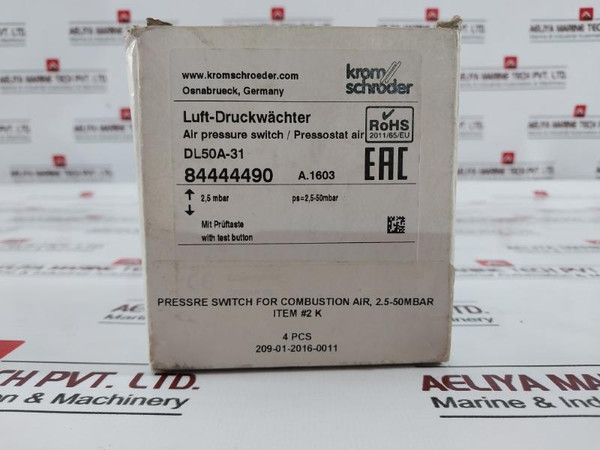 www.kromschroeder.com
Osnabrueck, Germany
krom
schröder
Luft-Druckwächter
Air pressure switch / Pressostat air
DL50A-31
84444490 A.1603
RoHS
2011/65/EU
EAC
2,5 mbar ps=2,5-50mbar
Mit Prüftaste
with test button
PRESSRE SWITCH FOR COMBUSTION AIR, 2.5-50MBAR
ITEM #2 K
4 PCS
209-01-2016-0011
PVT. LTD.
& Machinery
AELIYA MARINE
Marine & Indu